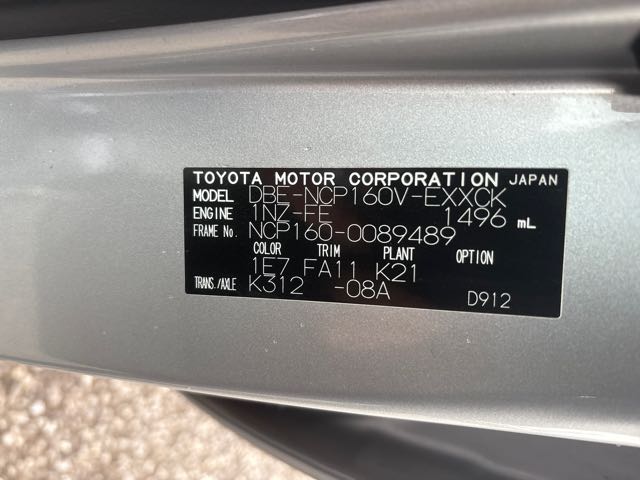 TOYOTA MOTOR CORPORATION JAPAN
MODEL DBE-NCP160V-EXXCK
ENGINE 1NZ-FE 1496 mL
FRAME No. NCP160-0089489
COLOR TRIM PLANT OPTION
1E7 FA11 K21
TRANS./AXLE K312 -08A D912